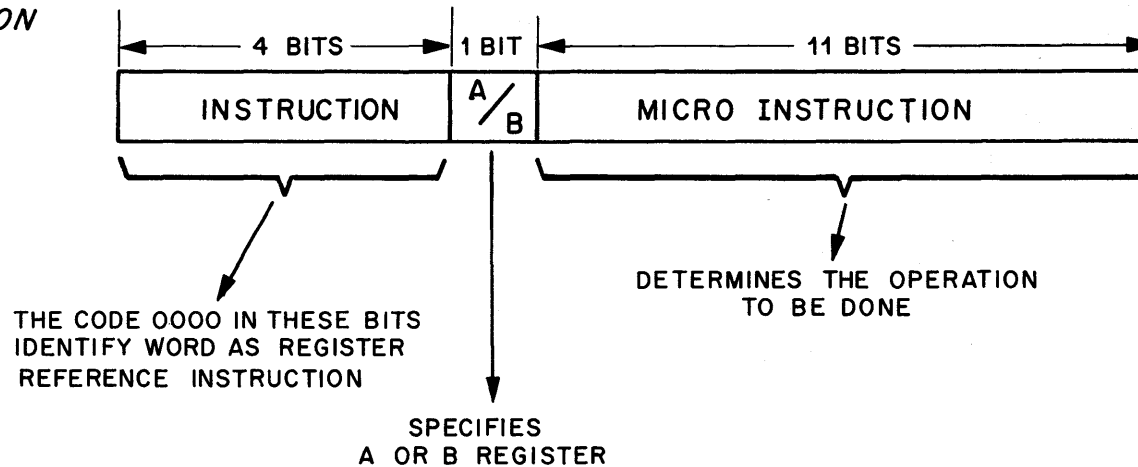 ON
4 BITS 1 BIT 11 BITS
INSTRUCTION A/B MICRO INSTRUCTION
DETERMINES THE OPERATION
TO BE DONE
THE CODE 0000 IN THESE BITS
IDENTIFY WORD AS REGISTER
REFERENCE INSTRUCTION
SPECIFIES
A OR B REGISTER